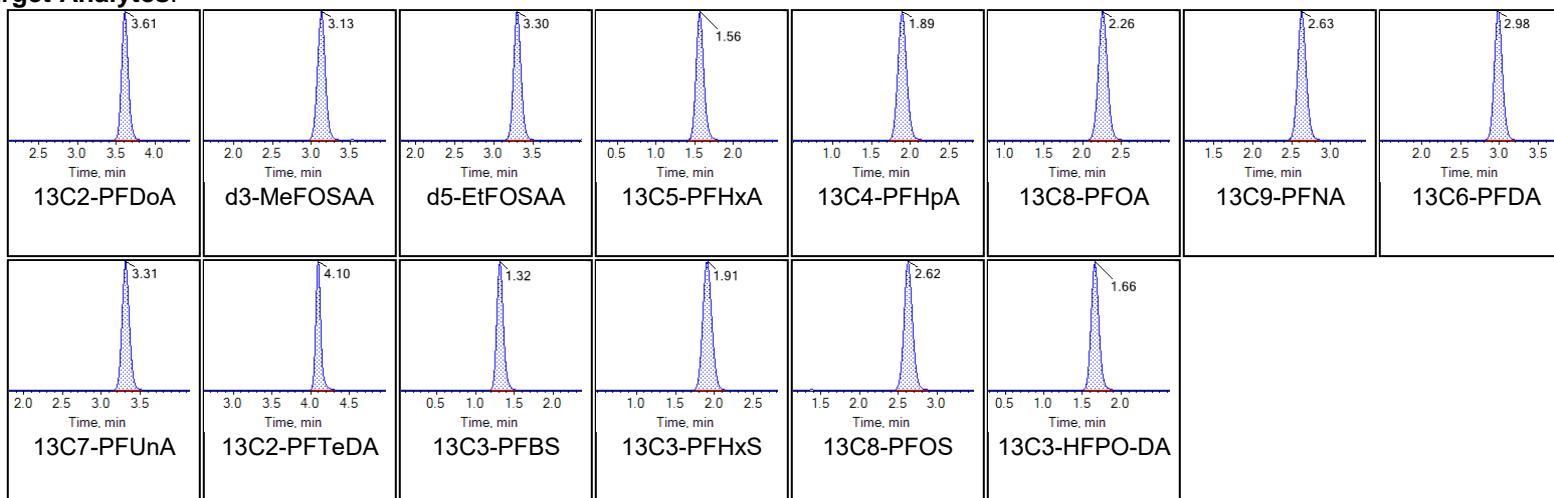 rget Analytes:
3.61 3.13 3.30 1.56 1.89 2.26 2.63 2.98
2.5 3.0 3.5 4.0 2.0 2.5 3.0 3.5 2.0 2.5 3.0 3.5 0.5 1.0 1.5 2.0 1.0 1.5 2.0 2.5 1.0 1.5 2.0 2.5 1.5 2.0 2.5 3.0 2.0 2.5 3.0 3.5
Time, min Time, min Time, min Time, min Time, min Time, min Time, min Time, min
13C2-PFDoA d3-MeFOSAA d5-EtFOSAA 13C5-PFHxA 13C4-PFHpA 13C8-PFOA 13C9-PFNA 13C6-PFDA
3.31 4.10 1.32 1.91 2.62 1.66
2.0 2.5 3.0 3.5 3.0 3.5 4.0 4.5 0.5 1.0 1.5 2.0 1.0 1.5 2.0 2.5 1.5 2.0 2.5 3.0 0.5 1.0 1.5 2.0
Time, min Time, min Time, min Time, min Time, min Time, min
13C7-PFUnA 13C2-PFTeDA 13C3-PFBS 13C3-PFHxS 13C8-PFOS 13C3-HFPO-DA